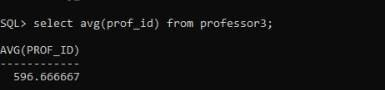 SQL> select avg(prof_id) from professor3;
AVG(PROF_ID)
------------
596.666667